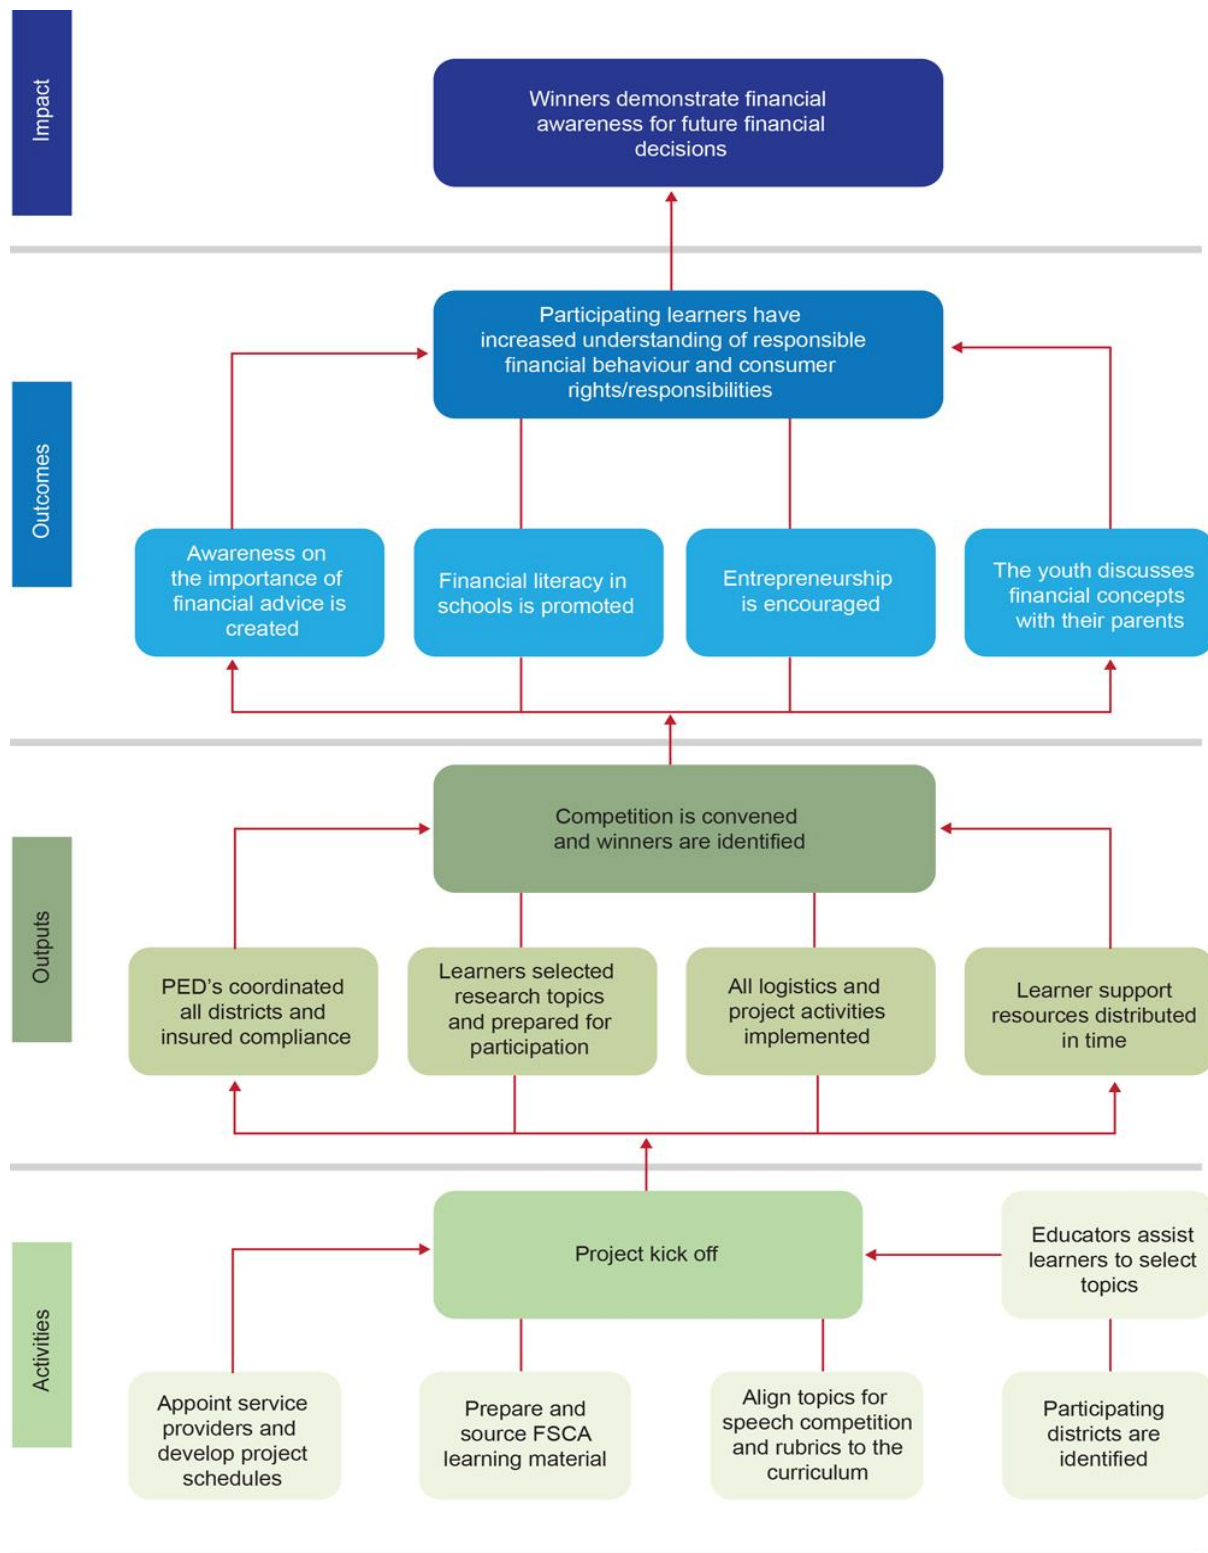 Impact
Winners demonstrate financial
awareness for future financial
decisions
Outcomes
Participating learners have
increased understanding of responsible
financial behaviour and consumer
rights/responsibilities
Awareness on
the importance of
financial advice is
created
Financial literacy in
schools is promoted
Entrepreneurship
is encouraged
The youth discusses
financial concepts
with their parents
Outputs
Competition is convened
and winners are identified
PED's coordinated
all districts and
insured compliance
Learners selected
research topics
and prepared for
participation
All logistics and
project activities
implemented
Learner support
resources distributed
in time
Activities
Project kick off
Educators assist
learners to select
topics
Appoint service
providers and
develop project
schedules
Prepare and
source FSCA
learning material
Align topics for
speech competition
and rubrics to the
curriculum
Participating
districts are
identified